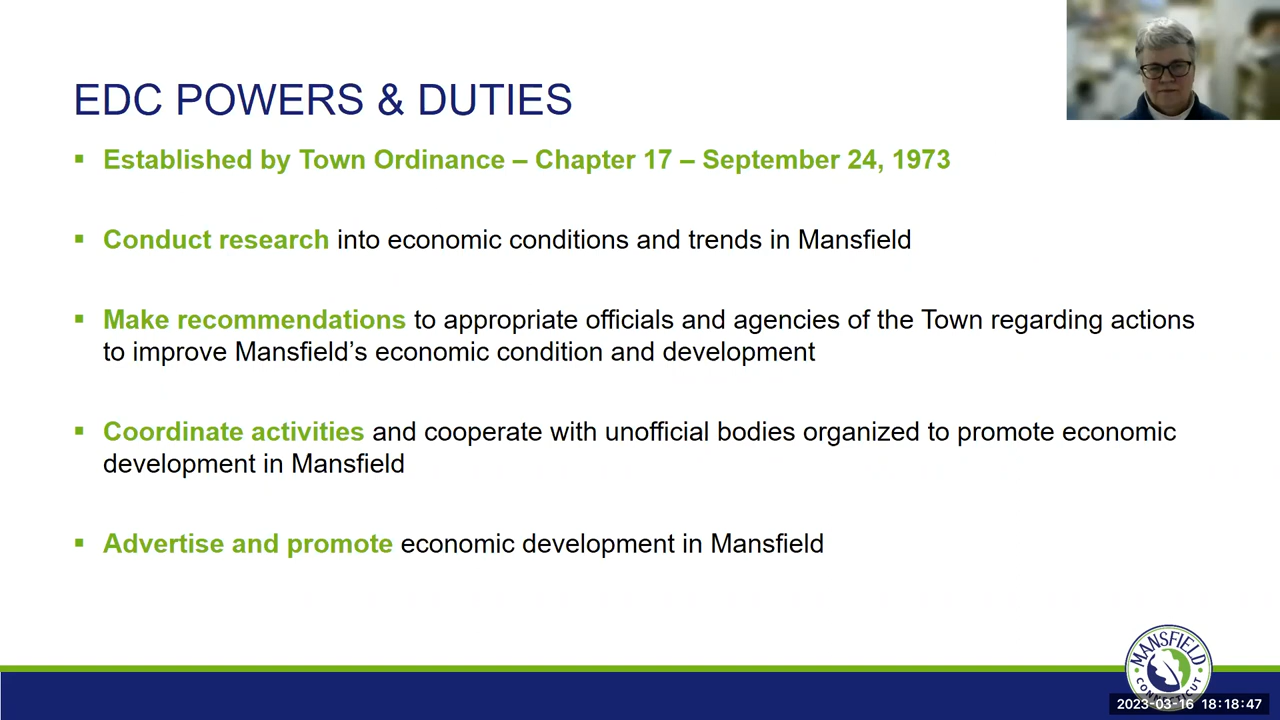 EDC POWERS & DUTIES
▪ Established by Town Ordinance – Chapter 17 – September 24, 1973
▪ Conduct research into economic conditions and trends in Mansfield
▪ Make recommendations to appropriate officials and agencies of the Town regarding actions
to improve Mansfield’s economic condition and development
▪ Coordinate activities and cooperate with unofficial bodies organized to promote economic
development in Mansfield
▪ Advertise and promote economic development in Mansfield
MANSFIELD
CONNECTICUT
2023-03-16 18:18:47